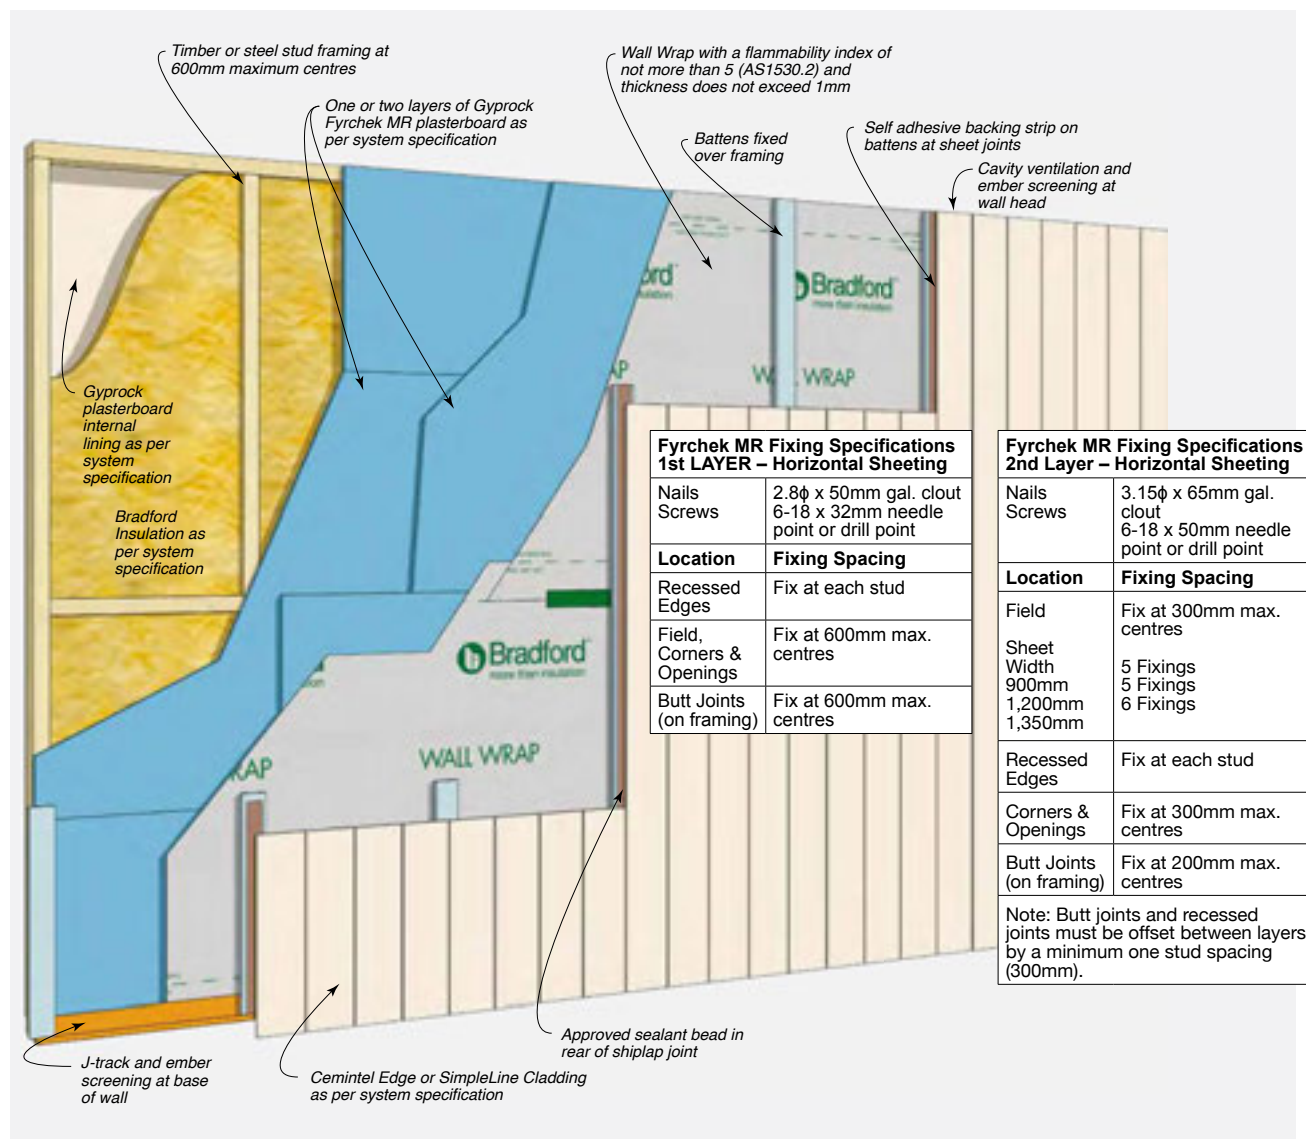 Timber or steel stud framing at
600mm maximum centres
One or two layers of Gyprock
Fyrchek MR plasterboard as
per system specification
Wall Wrap with a flammability index of
not more than 5 (AS1530.2) and
thickness does not exceed 1mm
Battens fixed
over framing
Self adhesive backing strip on
battens at sheet joints
Cavity ventilation and
ember screening at
wall head
ord
Bradford
more than insulation
AP
WALL WRAP
Gyprock
plasterboard
internal
lining as per
system
specification
Bradford
Insulation as
per system
specification
Bradford
more than insulation
WALL WRAP
RAP
Fyrchek MR Fixing Specifications
1st LAYER – Horizontal Sheeting
Nails 2.8ϕ x 50mm gal. clout
Screws 6-18 x 32mm needle
point or drill point
Location Fixing Spacing
Recessed Fix at each stud
Edges
Field, Fix at 600mm max.
Corners & centres
Openings
Butt Joints Fix at 600mm max.
(on framing) centres
Fyrchek MR Fixing Specifications
2nd Layer – Horizontal Sheeting
Nails 3.15ϕ x 65mm gal.
Screws clout
6-18 x 50mm needle
point or drill point
Location Fixing Spacing
Field Fix at 300mm max.
centres
Sheet
Width 5 Fixings
900mm 5 Fixings
1,200mm 6 Fixings
1,350mm
Recessed Fix at each stud
Edges
Corners & Fix at 300mm max.
Openings centres
Butt Joints Fix at 200mm max.
(on framing) centres
Note: Butt joints and recessed
joints must be offset between layers
by a minimum one stud spacing
(300mm).
Approved sealant bead in
rear of shiplap joint
J-track and ember
screening at base
of wall
Cemintel Edge or SimpleLine Cladding
as per system specification